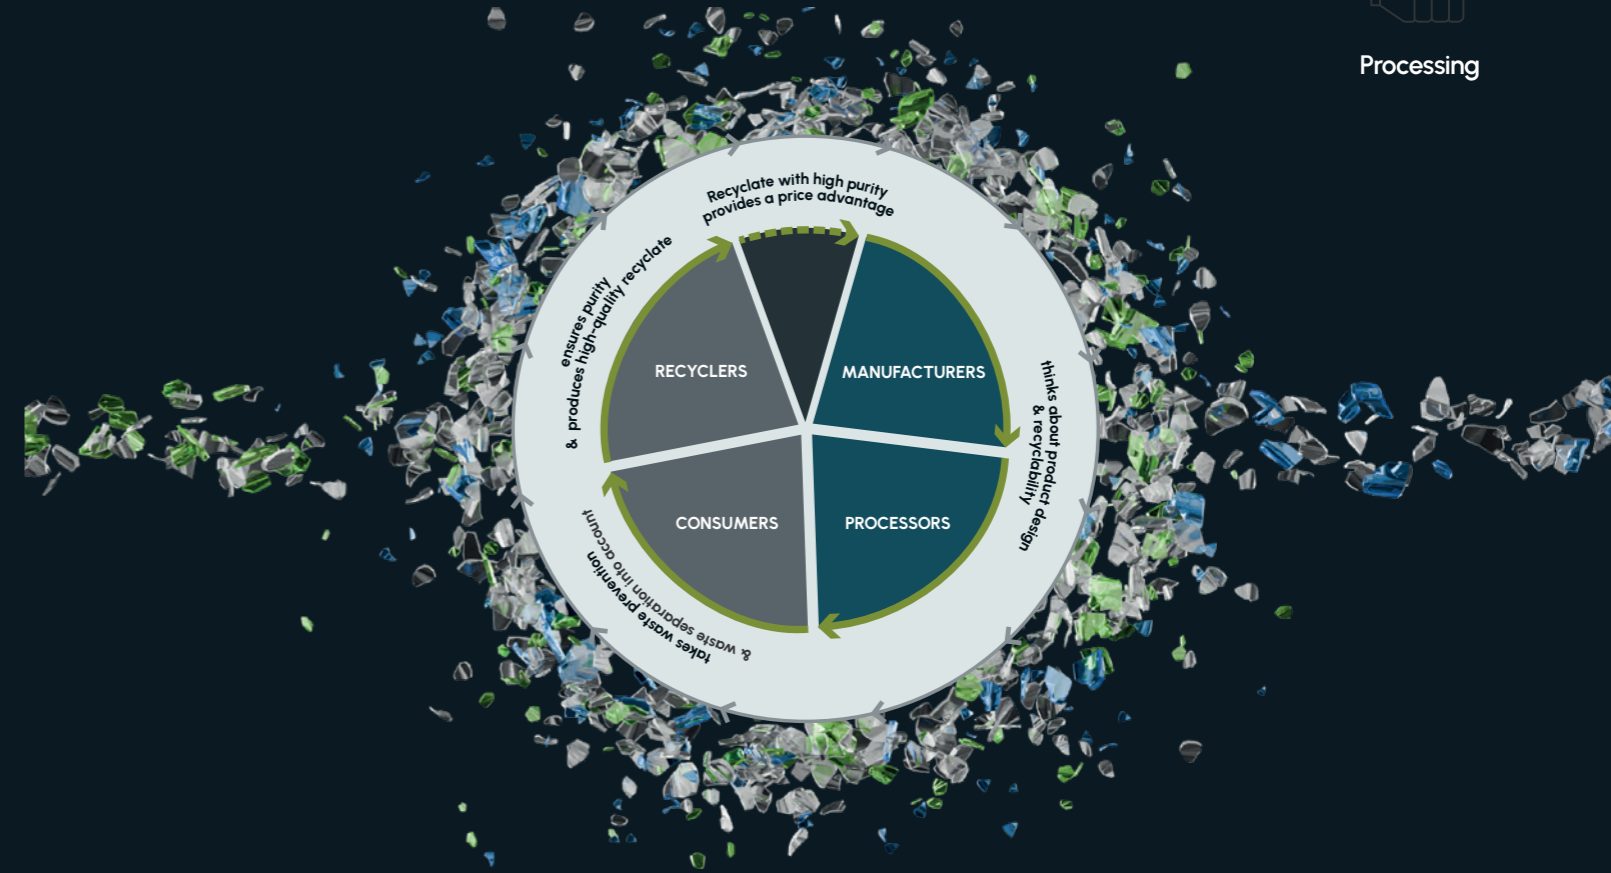 Processing
Recyclate with high purity
provides a price advantage
ensures purity
& produces high-quality recyclate
RECYCLERS
MANUFACTURERS
thinks about product design
& recyclability
CONSUMERS
PROCESSORS
takes waste prevention
& waste separation into account